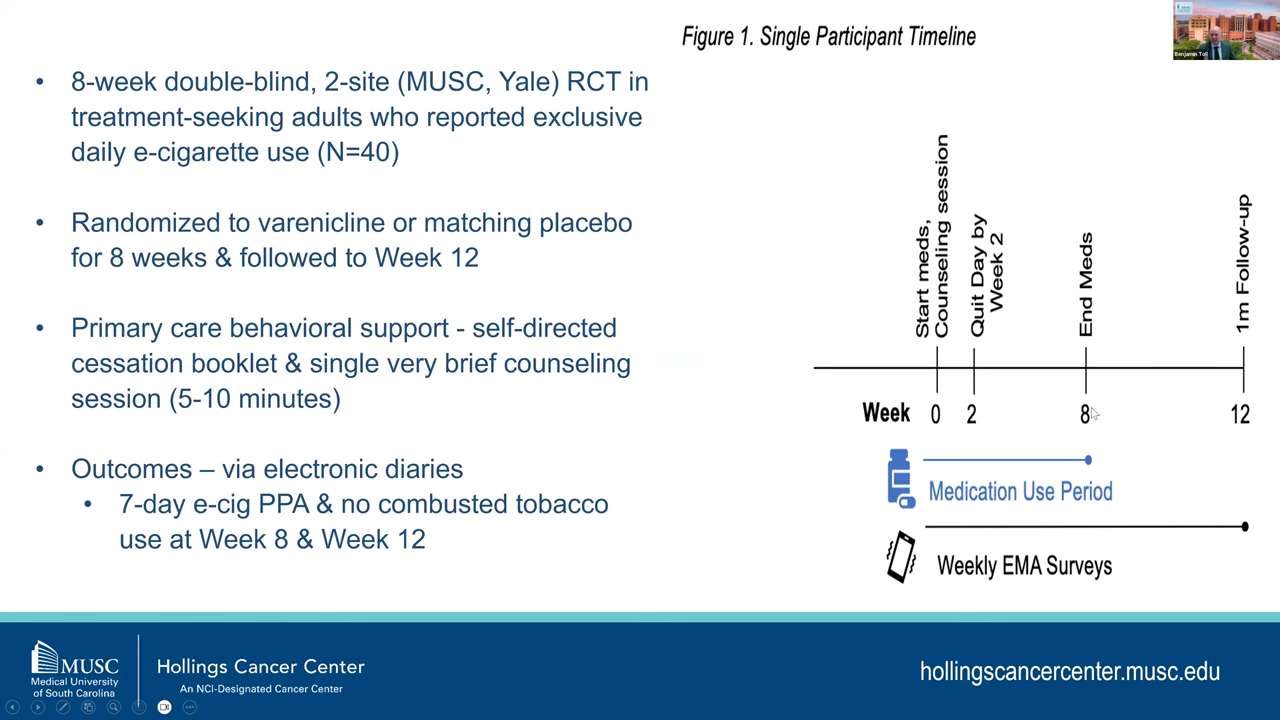 Figure 1. Single Participant Timeline
Benjamin Toll
• 8-week double-blind, 2-site (MUSC, Yale) RCT in
treatment-seeking adults who reported exclusive
daily e-cigarette use (N=40)
• Randomized to varenicline or matching placebo
for 8 weeks & followed to Week 12
• Primary care behavioral support - self-directed
cessation booklet & single very brief counseling
session (5-10 minutes)
• Outcomes – via electronic diaries
• 7-day e-cig PPA & no combusted tobacco
use at Week 8 & Week 12
Start meds,
Counseling session
Quit Day by
Week 2
End Meds
1m Follow-up
Week 0 2 8 12
Medication Use Period
Weekly EMA Surveys
MUSC
Medical University
of South Carolina
Hollings Cancer Center
An NCI-Designated Cancer Center
hollingscancercenter.musc.edu